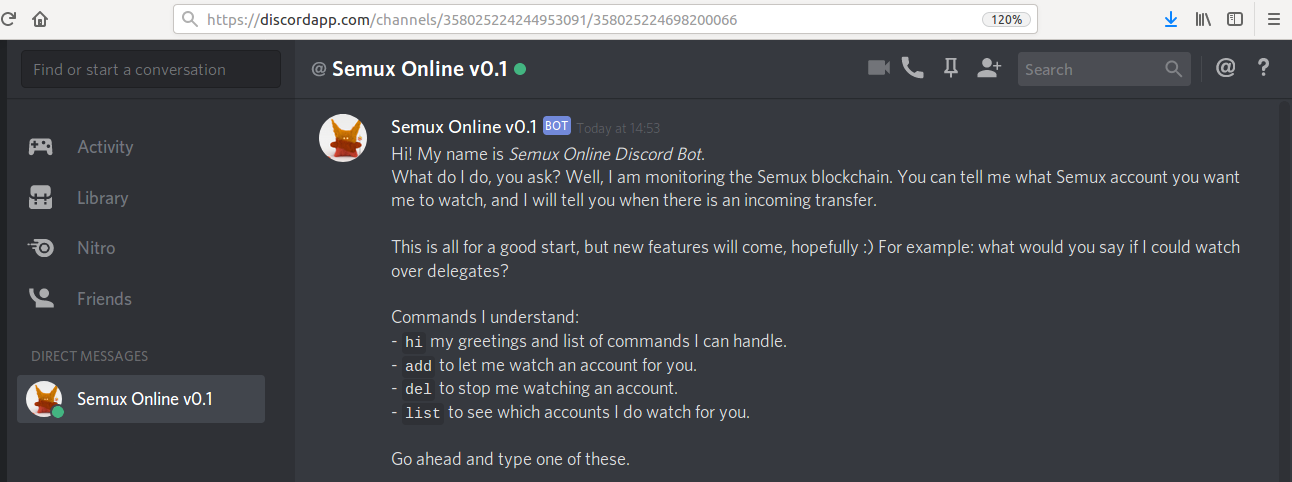 https://discordapp.com/channels/358025224244953091/358025224698200066
120%
Find or start a conversation
@ Semux Online v0.1
Search
@ ?
Activity
Library
Nitro
Friends
DIRECT MESSAGES
Semux Online v0.1
Semux Online v0.1 BOT Today at 14:53
Hi! My name is Semux Online Discord Bot.
What do I do, you ask? Well, I am monitoring the Semux blockchain. You can tell me what Semux account you want
me to watch, and I will tell you when there is an incoming transfer.
This is all for a good start, but new features will come, hopefully :) For example: what would you say if I could watch
over delegates?
Commands I understand:
- hi my greetings and list of commands I can handle.
- add to let me watch an account for you.
- del to stop me watching an account.
- list to see which accounts I do watch for you.
Go ahead and type one of these.